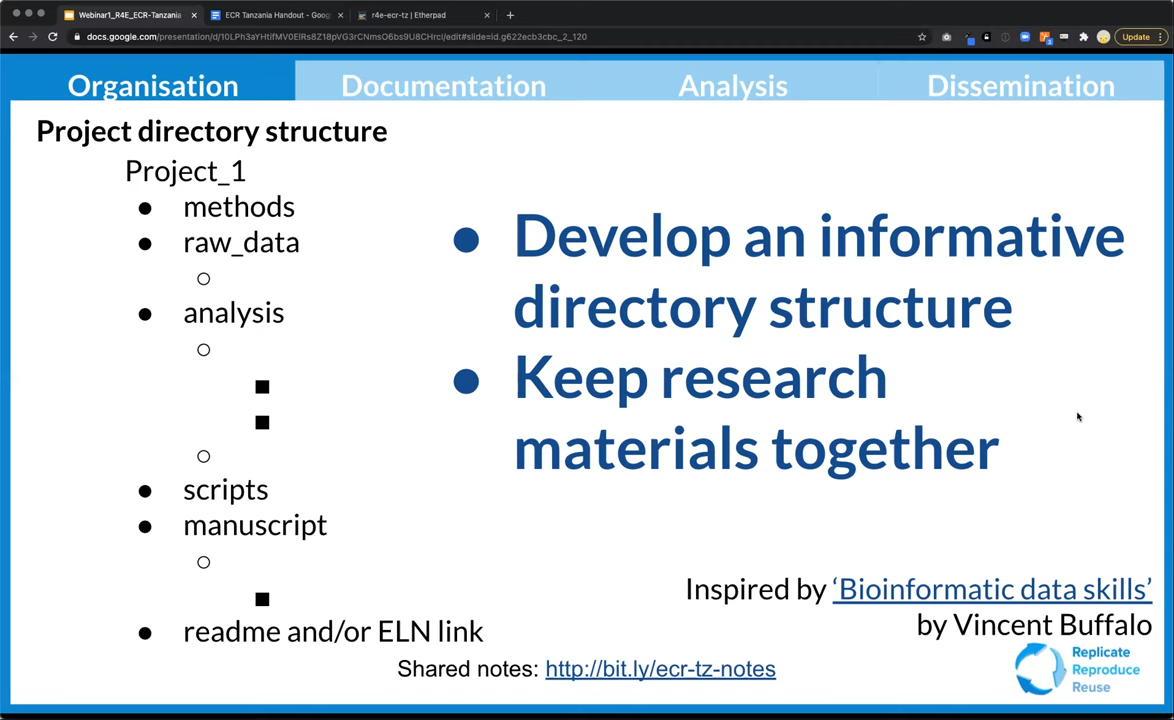 Webinar1_R4E_ECR-Tanzania
ECR Tanzania Handout - Goog
r4e-ecr-tz | Etherpad
docs.google.com/presentation/d/10LPh3aYHtifMV0ElRs8Z18pVG3rCNmsO6bs9U8CHrcI/edit#slide=id.g622ecb3cbc_2_120
Update
Organisation
Documentation
Analysis
Dissemination
Project directory structure
Project_1
● methods
● raw_data
○
● analysis
○
■
■
○
● scripts
● manuscript
○
■
● readme and/or ELN link
● Develop an informative
directory structure
● Keep research
materials together
Inspired by ‘Bioinformatic data skills’
by Vincent Buffalo
Shared notes: http://bit.ly/ecr-tz-notes
Replicate
Reproduce
Reuse